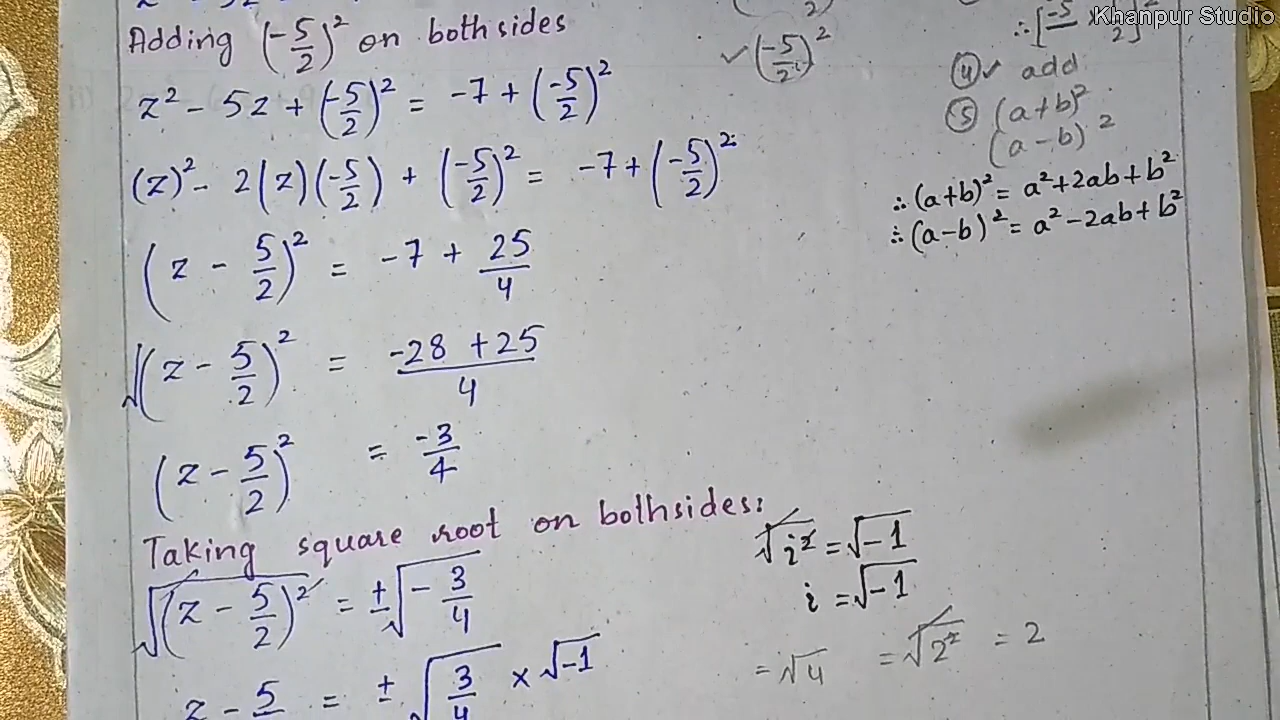 Khanpur Studio
Adding (-5/2)² on bothsides
z² - 5z + (-5/2)² = -7 + (-5/2)²
(z)² - 2(z)(-5/2) + (-5/2)² = -7 + (-5/2)²
(z - 5/2)² = -7 + 25/4
√(z - 5/2)² = -28 + 25/4
(z - 5/2)² = -3/4
Taking square root on bothsides:
√(z - 5/2)² = ±√-3/4
z - 5 = ±√3/4 × √-1
✓(-5/2)²
④✓ add
⑤ (a+b)²
(a-b)²
∴ (a+b)² = a²+2ab+b²
∴ (a-b)² = a²-2ab+b²
√i² = √-1
i = √-1
= √4 = √2² = 2